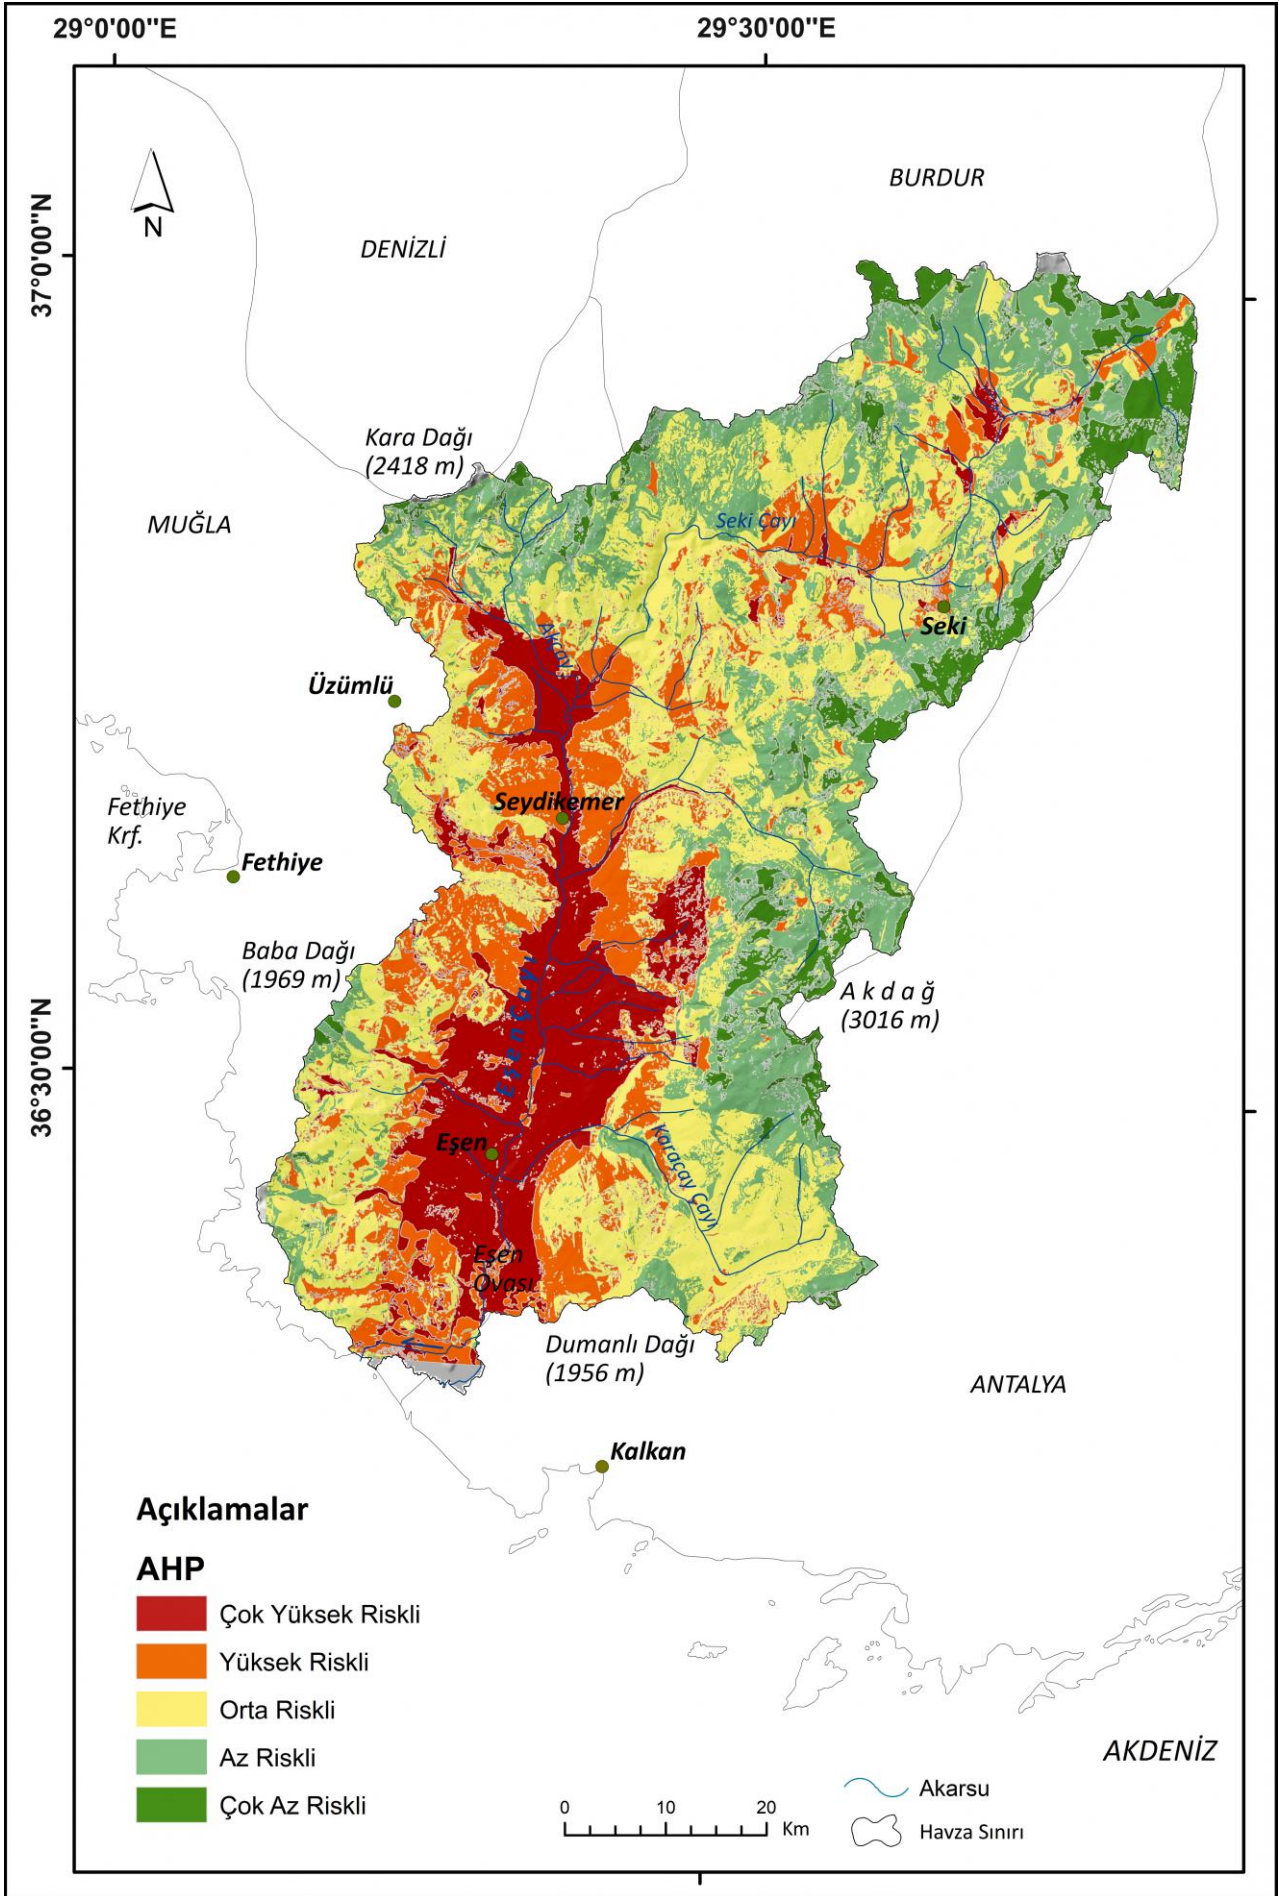 29°0'00"E
29°30'00"E
37°0'00"N
36°30'00"N
N
BURDUR
DENİZLİ
Kara Dağı
(2418 m)
MUĞLA
Seki Çayı
Seki
Akçay
Üzümlü
Seydikemer
Fethiye
Krf.
Fethiye
Baba Dağı
(1969 m)
Eşen Çayı
Akdağ
(3016 m)
Eşen
Karaçay Çayı
Eşen
Ovası
Dumanlı Dağı
(1956 m)
ANTALYA
Kalkan
Açıklamalar
AHP
Çok Yüksek Riskli
Yüksek Riskli
Orta Riskli
Az Riskli
Çok Az Riskli
0 10 20
Km
Akarsu
Havza Sınırı
AKDENİZ